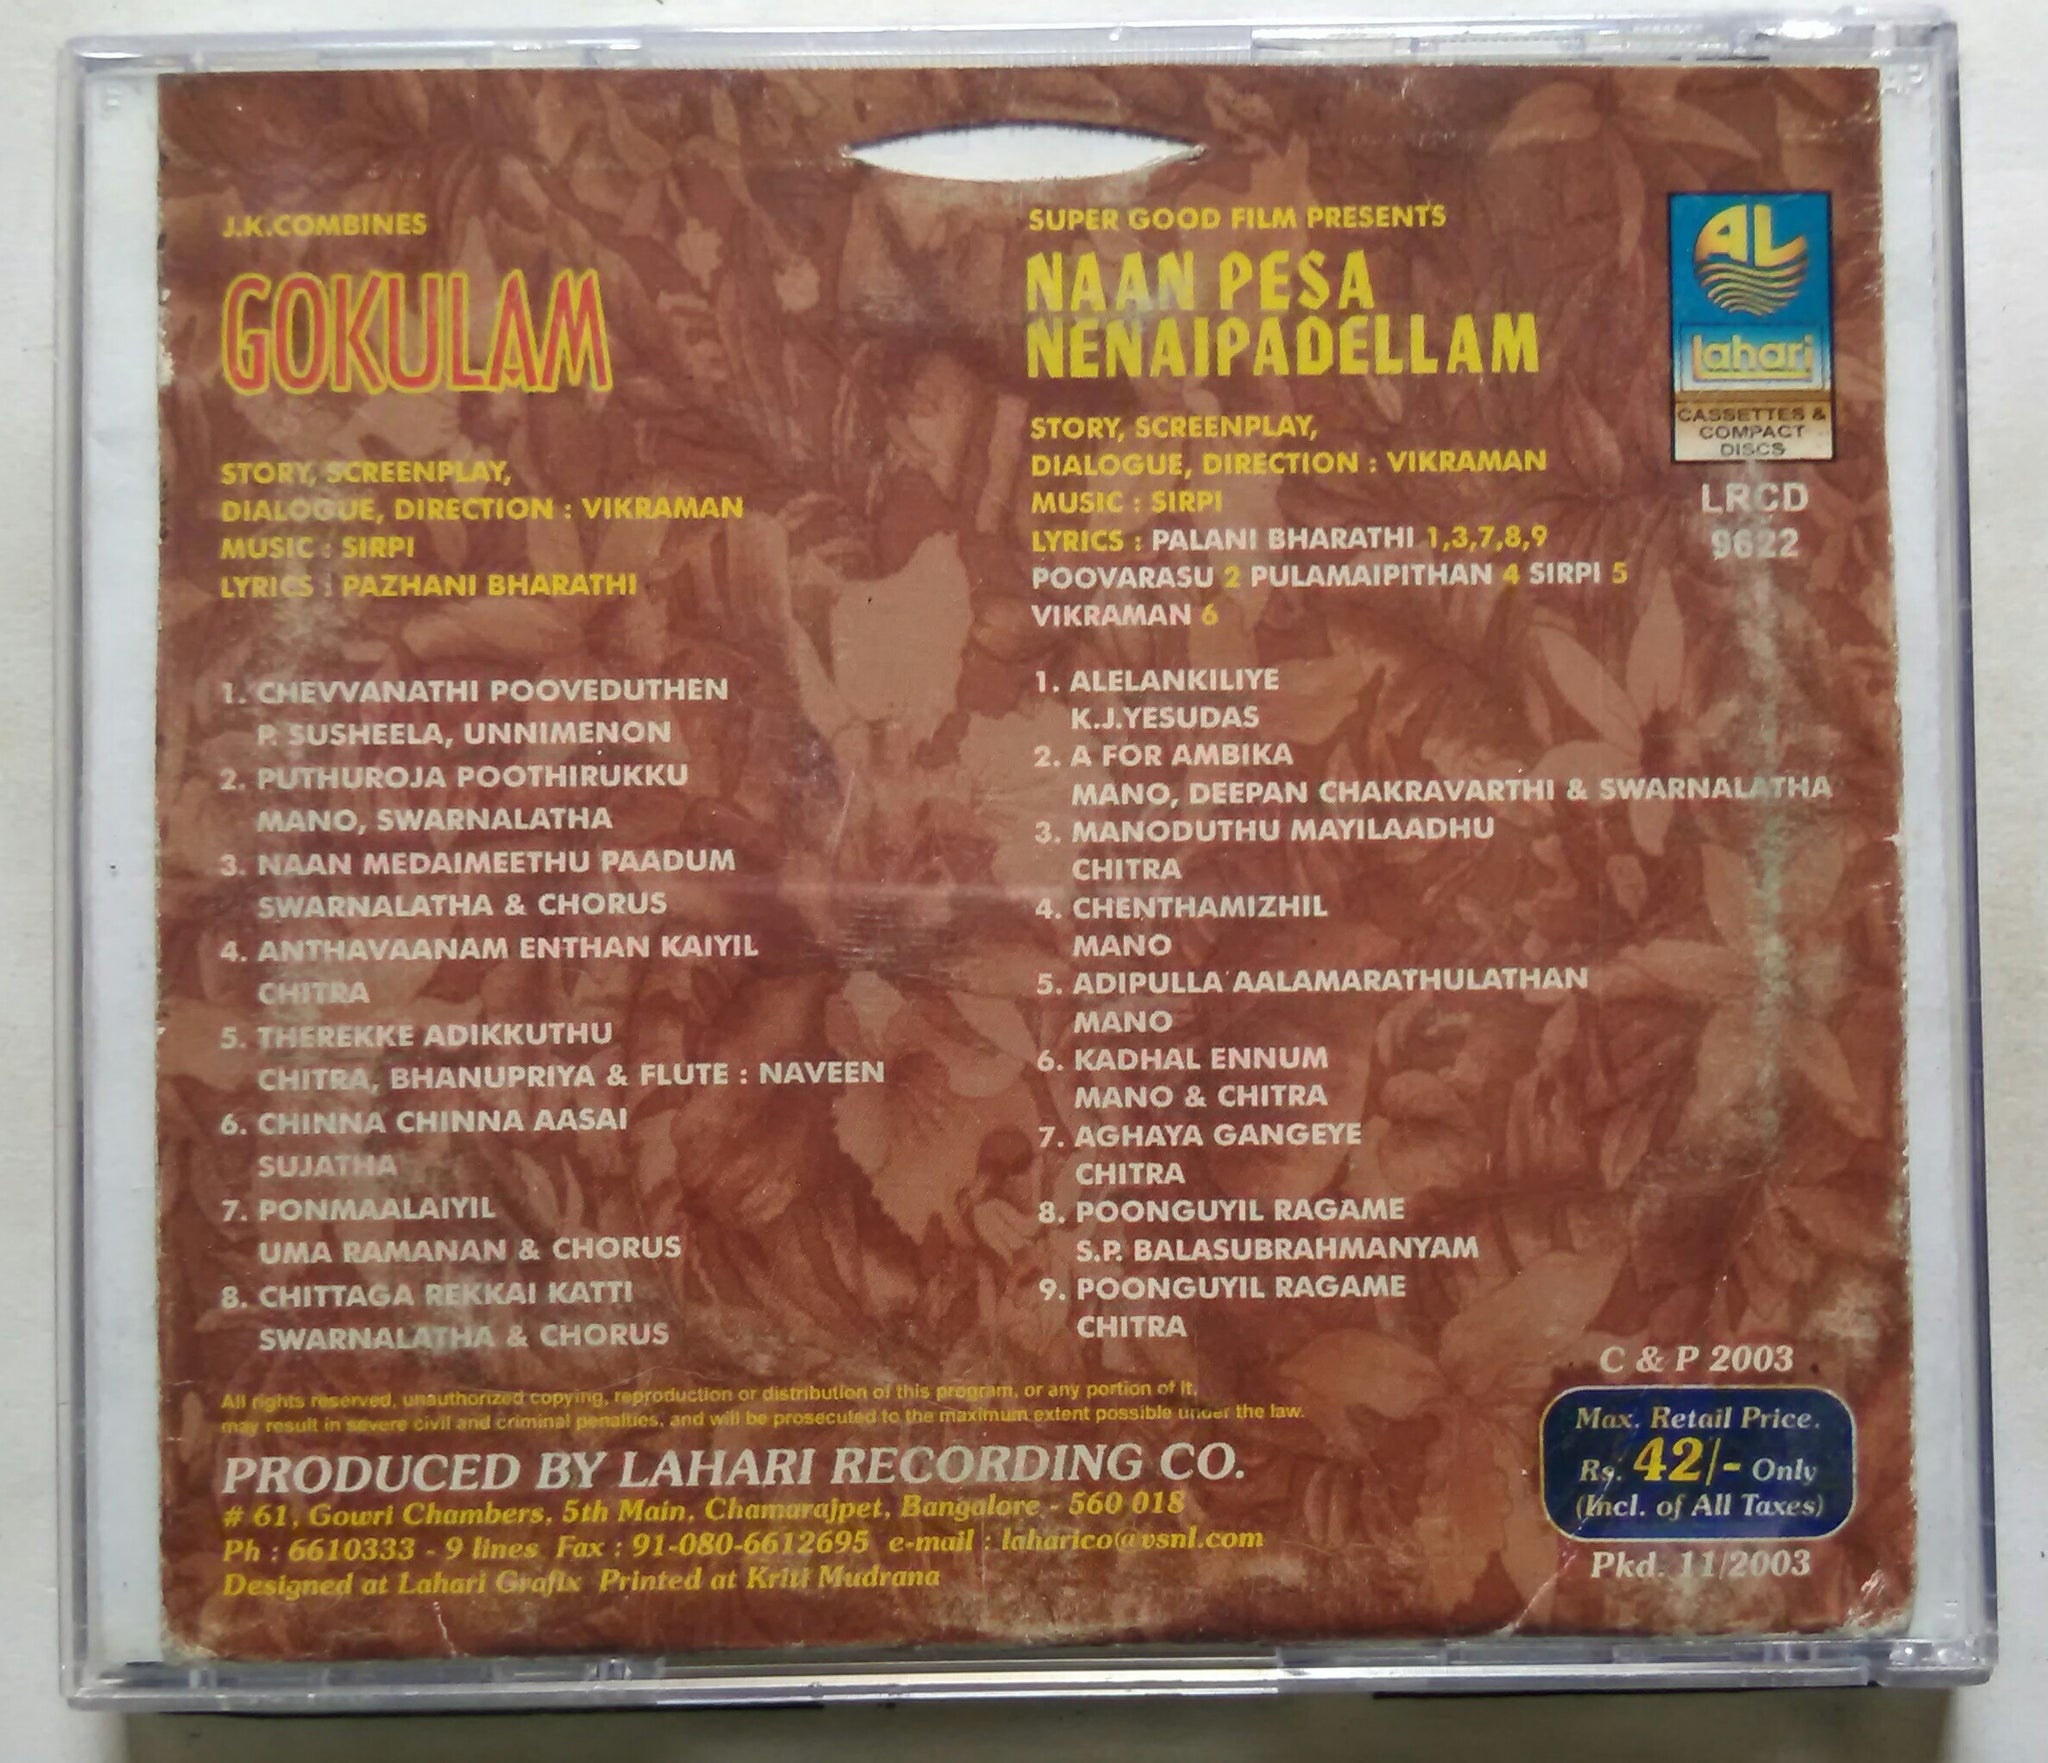 J.K.COMBINES
GOKULAM
STORY, SCREENPLAY,
DIALOGUE, DIRECTION : VIKRAMAN
MUSIC : SIRPI
LYRICS : PAZHANI BHARATHI
1. CHEVVANATHI POOVEDUTHEN
P. SUSHEELA, UNNIMENON
2. PUTHUROJA POOTHIRUKKU
MANO, SWARNALATHA
3. NAAN MEDAIMEETHU PAADUM
SWARNALATHA & CHORUS
4. ANTHAVAANAM ENTHAN KAIYIL
CHITRA
5. THEREKKE ADIKKUTHU
CHITRA, BHANUPRIYA & FLUTE : NAVEEN
6. CHINNA CHINNA AASAI
SUJATHA
7. PONMAALAIYIL
UMA RAMANAN & CHORUS
8. CHITTAGA REKKAI KATTI
SWARNALATHA & CHORUS
SUPER GOOD FILM PRESENTS
NAAN PESA
NENAIPADELLAM
STORY, SCREENPLAY,
DIALOGUE, DIRECTION : VIKRAMAN
MUSIC : SIRPI
LYRICS : PALANI BHARATHI 1,3,7,8,9
POOVARASU 2 PULAMAIPITHAN 4 SIRPI 5
VIKRAMAN 6
1. ALELANKILIYE
K.J.YESUDAS
2. A FOR AMBIKA
MANO, DEEPAN CHAKRAVARTHI & SWARNALATHA
3. MANODUTHU MAYILAADHU
CHITRA
4. CHENTHAMIZHIL
MANO
5. ADIPULLA AALAMARATHULATHAN
MANO
6. KADHAL ENNUM
MANO & CHITRA
7. AGHAYA GANGEYE
CHITRA
8. POONGUYIL RAGAME
S.P. BALASUBRAHMANYAM
9. POONGUYIL RAGAME
CHITRA
AL
Lahari
CASSETTES &
COMPACT
DISCS
LRCD
9622
All rights reserved, unauthorized copying, reproduction or distribution of this program, or any portion of it,
may result in severe civil and criminal penalties, and will be prosecuted to the maximum extent possible under the law.
PRODUCED BY LAHARI RECORDING CO.
# 61, Gowri Chambers, 5th Main, Chamarajpet, Bangalore - 560 018
Ph : 6610333 - 9 lines Fax : 91-080-6612695 e-mail : laharico@vsnl.com
Designed at Lahari Grafix Printed at Kriti Mudrana
C & P 2003
Max. Retail Price.
Rs. 42/- Only
(Incl. of All Taxes)
Pkd. 11/2003